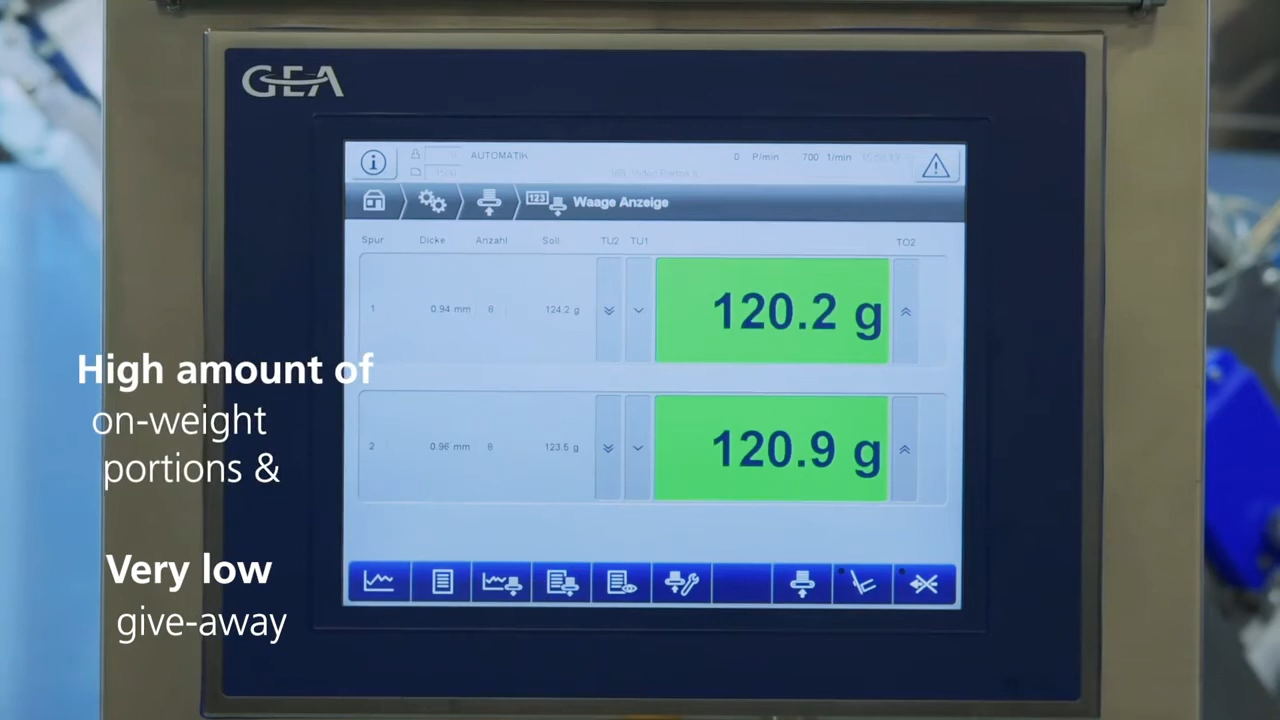 GEA
AUTOMATIK
0 P/min 700 1/min
1500
123 Waage Anzeige
Spur Dicke Anzahl Soll TU2 TU1 TO2
1 0.94 mm 8 124.2 g 120.2 g
2 0.96 mm 8 123.5 g 120.9 g
High amount of
on-weight
portions &
Very low
give-away